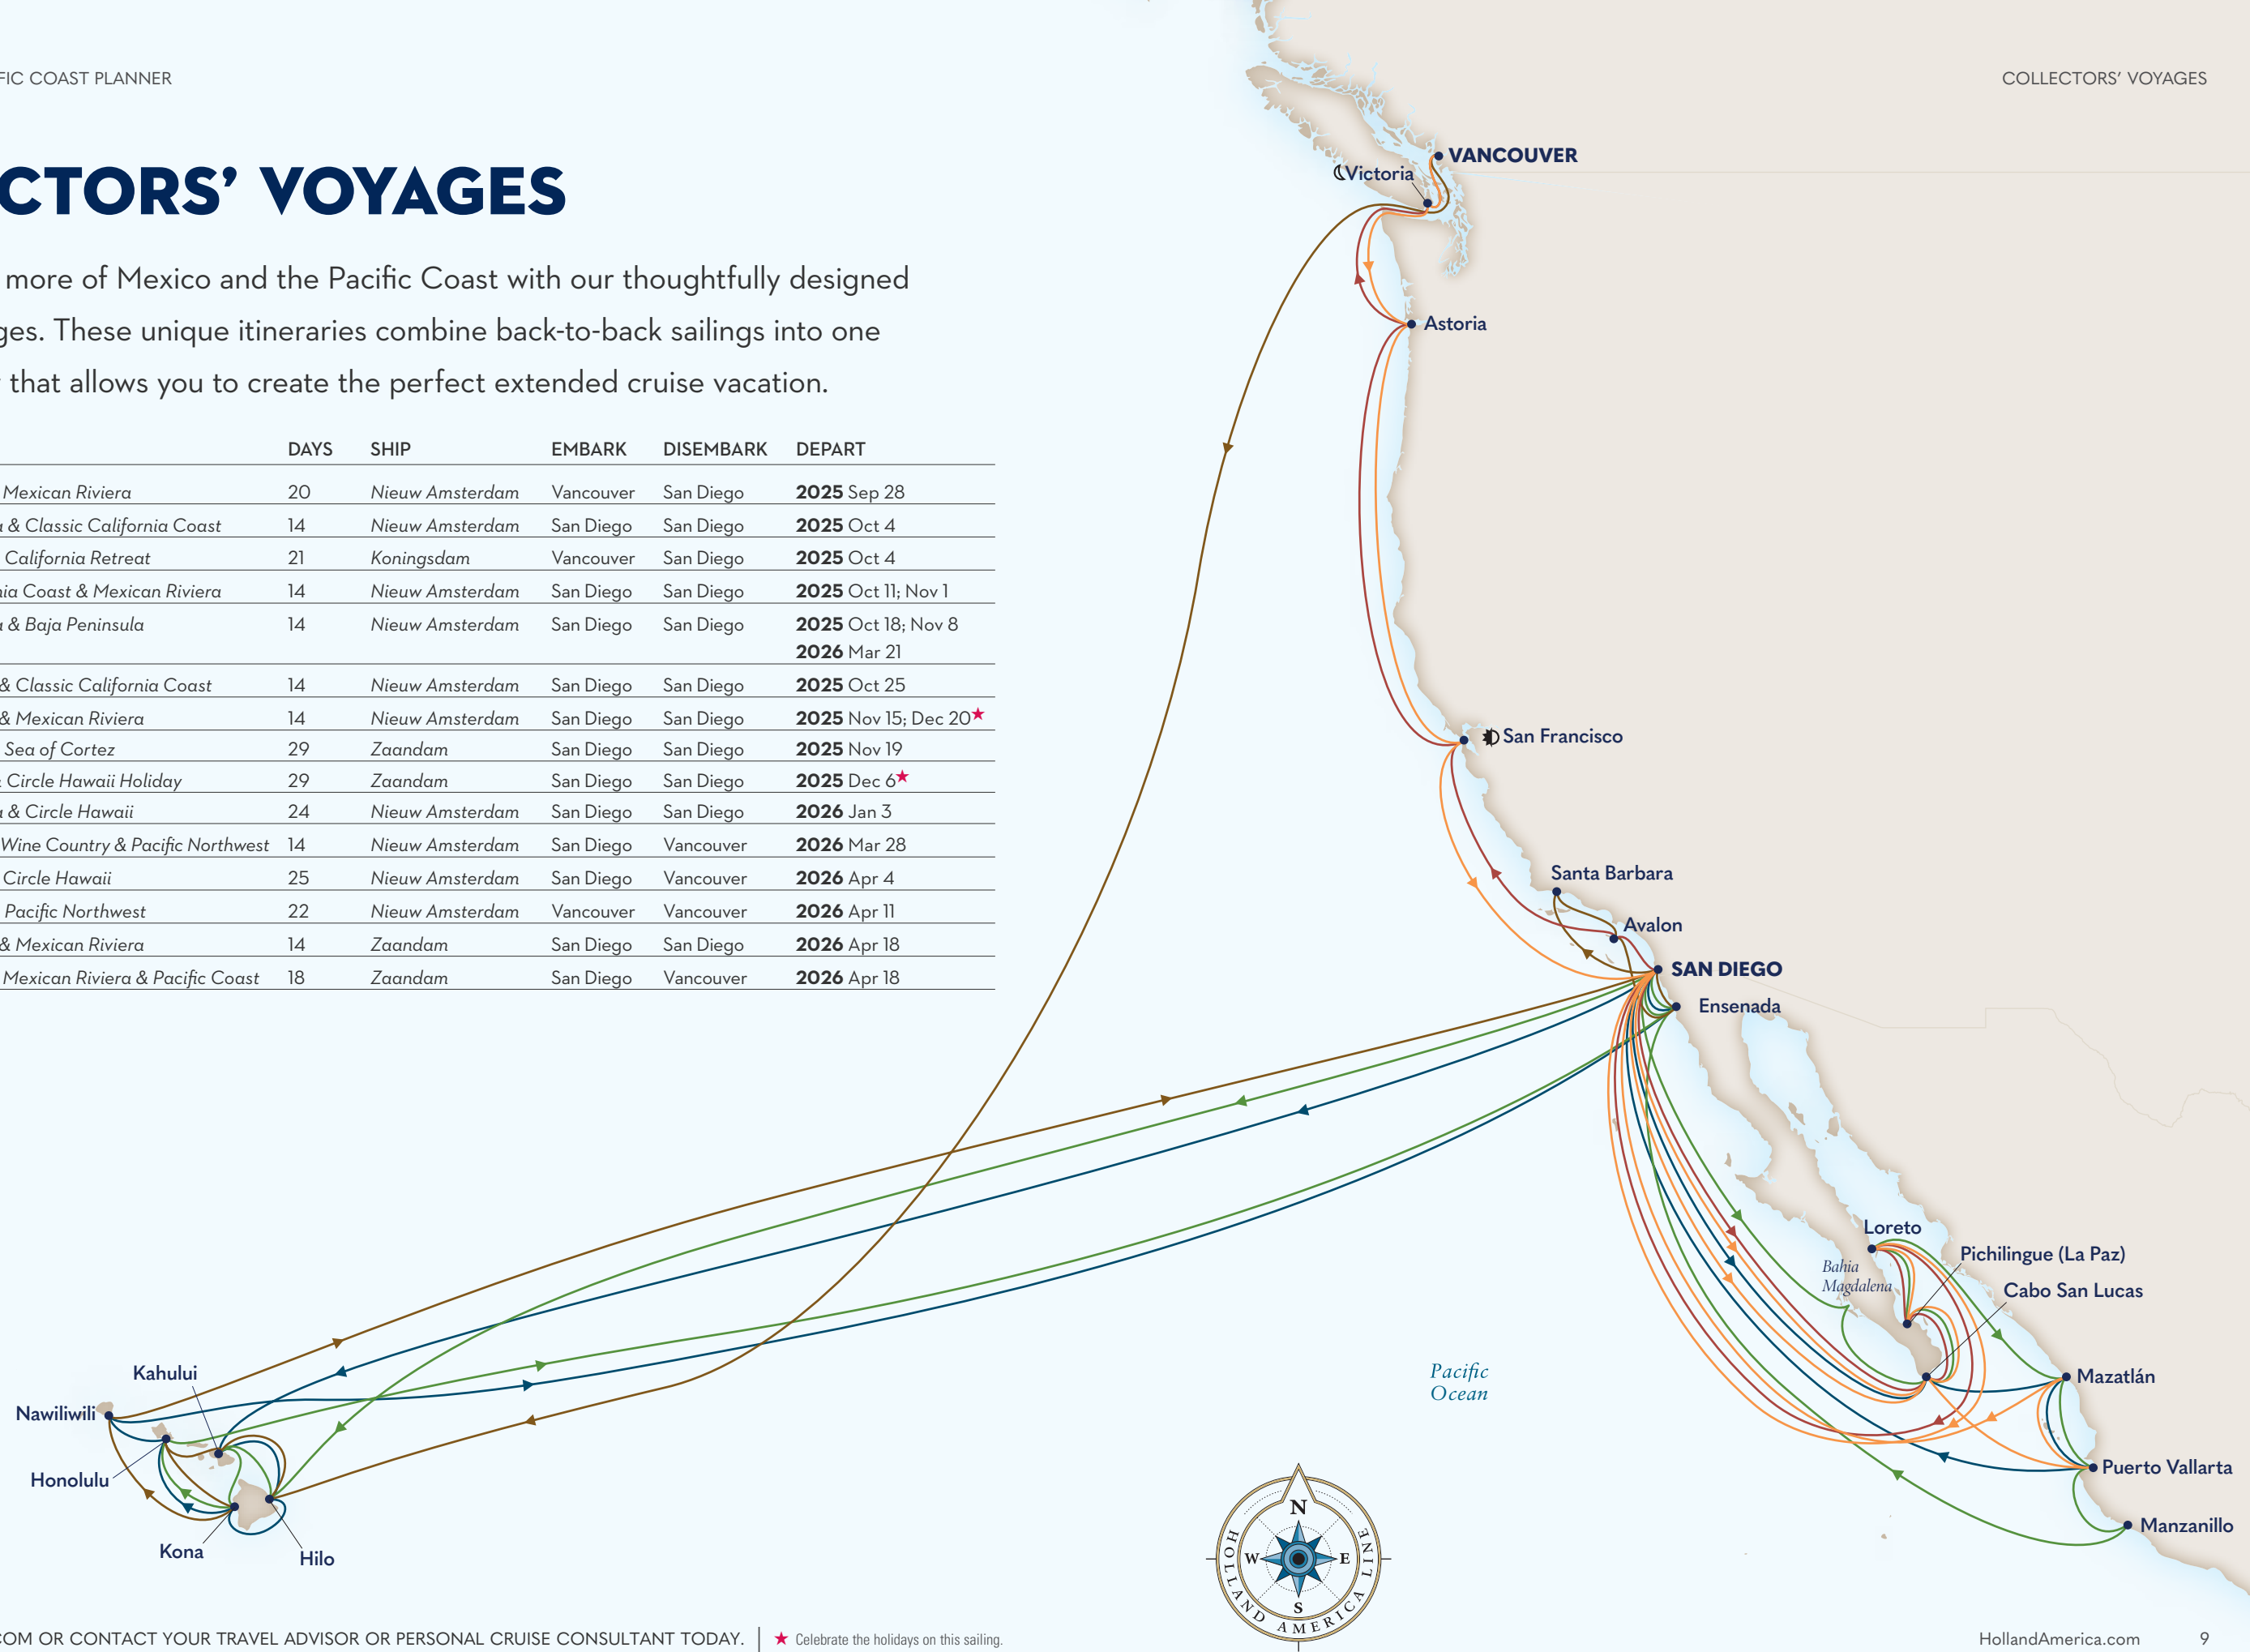 FIC COAST PLANNER
COLLECTORS’ VOYAGES
CTORS’ VOYAGES
more of Mexico and the Pacific Coast with our thoughtfully designed
ges. These unique itineraries combine back-to-back sailings into one
that allows you to create the perfect extended cruise vacation.
DAYS SHIP EMBARK DISEMBARK DEPART
Mexican Riviera 20 Nieuw Amsterdam Vancouver San Diego 2025 Sep 28
a & Classic California Coast 14 Nieuw Amsterdam San Diego San Diego 2025 Oct 4
California Retreat 21 Koningsdam Vancouver San Diego 2025 Oct 4
nia Coast & Mexican Riviera 14 Nieuw Amsterdam San Diego San Diego 2025 Oct 11; Nov 1
a & Baja Peninsula 14 Nieuw Amsterdam San Diego San Diego 2025 Oct 18; Nov 8
2026 Mar 21
& Classic California Coast 14 Nieuw Amsterdam San Diego San Diego 2025 Oct 25
& Mexican Riviera 14 Nieuw Amsterdam San Diego San Diego 2025 Nov 15; Dec 20★
Sea of Cortez 29 Zaandam San Diego San Diego 2025 Nov 19
Circle Hawaii Holiday 29 Zaandam San Diego San Diego 2025 Dec 6★
a & Circle Hawaii 24 Nieuw Amsterdam San Diego San Diego 2026 Jan 3
Wine Country & Pacific Northwest 14 Nieuw Amsterdam San Diego Vancouver 2026 Mar 28
Circle Hawaii 25 Nieuw Amsterdam San Diego Vancouver 2026 Apr 4
Pacific Northwest 22 Nieuw Amsterdam Vancouver Vancouver 2026 Apr 11
& Mexican Riviera 14 Zaandam San Diego San Diego 2026 Apr 18
Mexican Riviera & Pacific Coast 18 Zaandam San Diego Vancouver 2026 Apr 18
VANCOUVER
Victoria
Astoria
San Francisco
Santa Barbara
Avalon
SAN DIEGO
Ensenada
Loreto
Pichilingue (La Paz)
Bahia
Magdalena
Cabo San Lucas
Mazatlán
Puerto Vallarta
Manzanillo
Pacific
Ocean
Kahului
Nawiliwili
Honolulu
Kona
Hilo
N
W E
S
HOLLAND AMERICA LINE
COM OR CONTACT YOUR TRAVEL ADVISOR OR PERSONAL CRUISE CONSULTANT TODAY. | ★ Celebrate the holidays on this sailing.
HollandAmerica.com 9